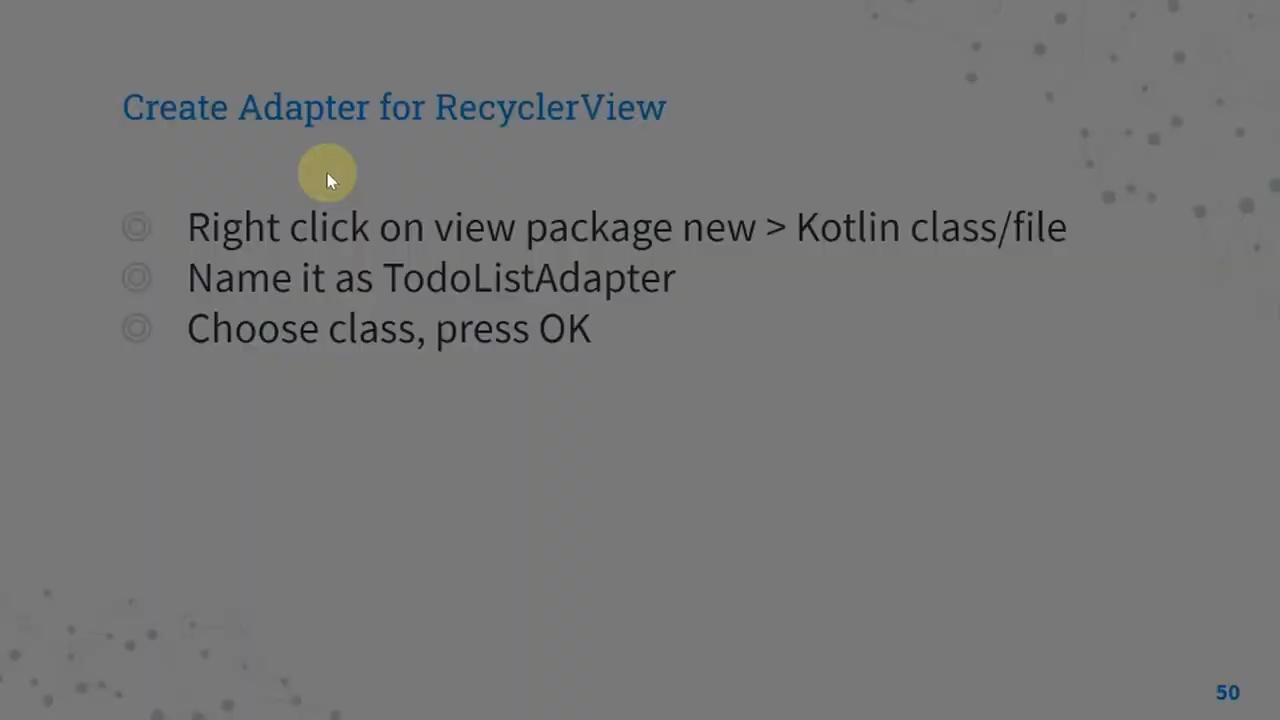 Create Adapter for RecyclerView
Right click on view package new > Kotlin class/file
Name it as TodoListAdapter
Choose class, press OK
50